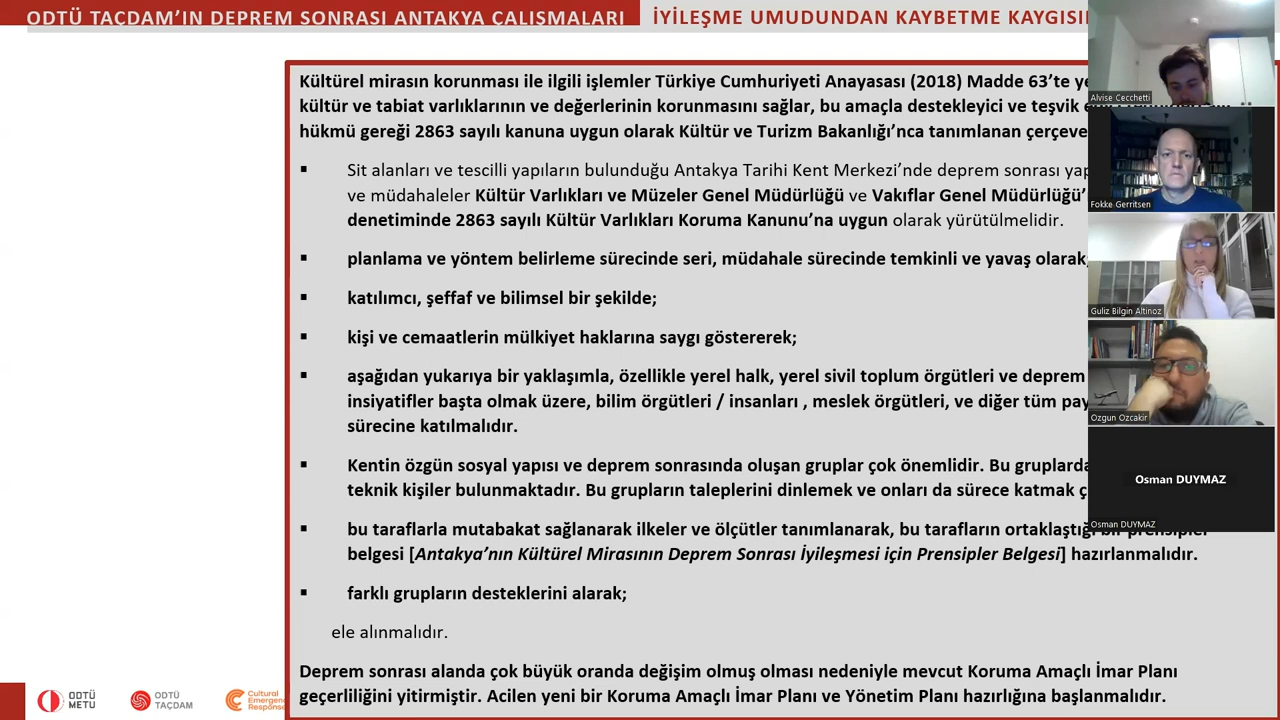 ODTÜ TAÇDAM'IN DEPREM SONRASI ANTAKYA ÇALIŞMALARI
İYİLEŞME UMUDUNDAN KAYBETME
Kültürel mirasın korunması ile ilgili işlemler Türkiye Cumhuriyeti Anayasası (2018) Madde 63'te
kültür ve tabiat varlıklarının ve değerlerinin korunmasını sağlar, bu amaçla destekleyici ve teşvik
hükmü gereği 2863 sayılı kanuna uygun olarak Kültür ve Turizm Bakanlığı'nca tanımlanan
▪ Sit alanları ve tescilli yapıların bulunduğu Antakya Tarihi Kent Merkezi'nde deprem sonrası
ve müdahaleler Kültür Varlıkları ve Müzeler Genel Müdürlüğü ve Vakıflar Genel
denetiminde 2863 sayılı Kültür Varlıkları Koruma Kanunu'na uygun olarak yürütülmelidir.
▪ planlama ve yöntem belirleme sürecinde seri, müdahale sürecinde temkinli ve yavaş olarak;
▪ katılımcı, şeffaf ve bilimsel bir şekilde;
▪ kişi ve cemaatlerin mülkiyet haklarına saygı göstererek;
▪ aşağıdan yukarıya bir yaklaşımla, özellikle yerel halk, yerel sivil toplum örgütleri ve deprem
insiyatifler başta olmak üzere, bilim örgütleri / insanları , meslek örgütleri, ve diğer tüm
sürecine katılmalıdır.
▪ Kentin özgün sosyal yapısı ve deprem sonrasında oluşan gruplar çok önemlidir. Bu
teknik kişiler bulunmaktadır. Bu grupların taleplerini dinlemek ve onları da sürece katmak
▪ bu taraflarla mutabakat sağlanarak ilkeler ve ölçütler tanımlanarak, bu tarafların ortaklaştığı bir prensipler
belgesi [Antakya'nın Kültürel Mirasının Deprem Sonrası İyileşmesi için Prensipler Belgesi] hazırlanmalıdır.
▪ farklı grupların desteklerini alarak;
ele alınmalıdır.
Deprem sonrası alanda çok büyük oranda değişim olmuş olması nedeniyle mevcut Koruma Amaçlı İmar Planı
geçerliliğini yitirmiştir. Acilen yeni bir Koruma Amaçlı İmar Planı ve Yönetim Planı hazırlığına başlanmalıdır.
ODTÜ
METU
ODTÜ
TAÇDAM
Cultural
Alvise Cecchetti
Fokke Gerritsen
Guliz Bilgin Altinoz
Ozgun Ozcakir
Osman DUYMAZ
Osman DUYMAZ